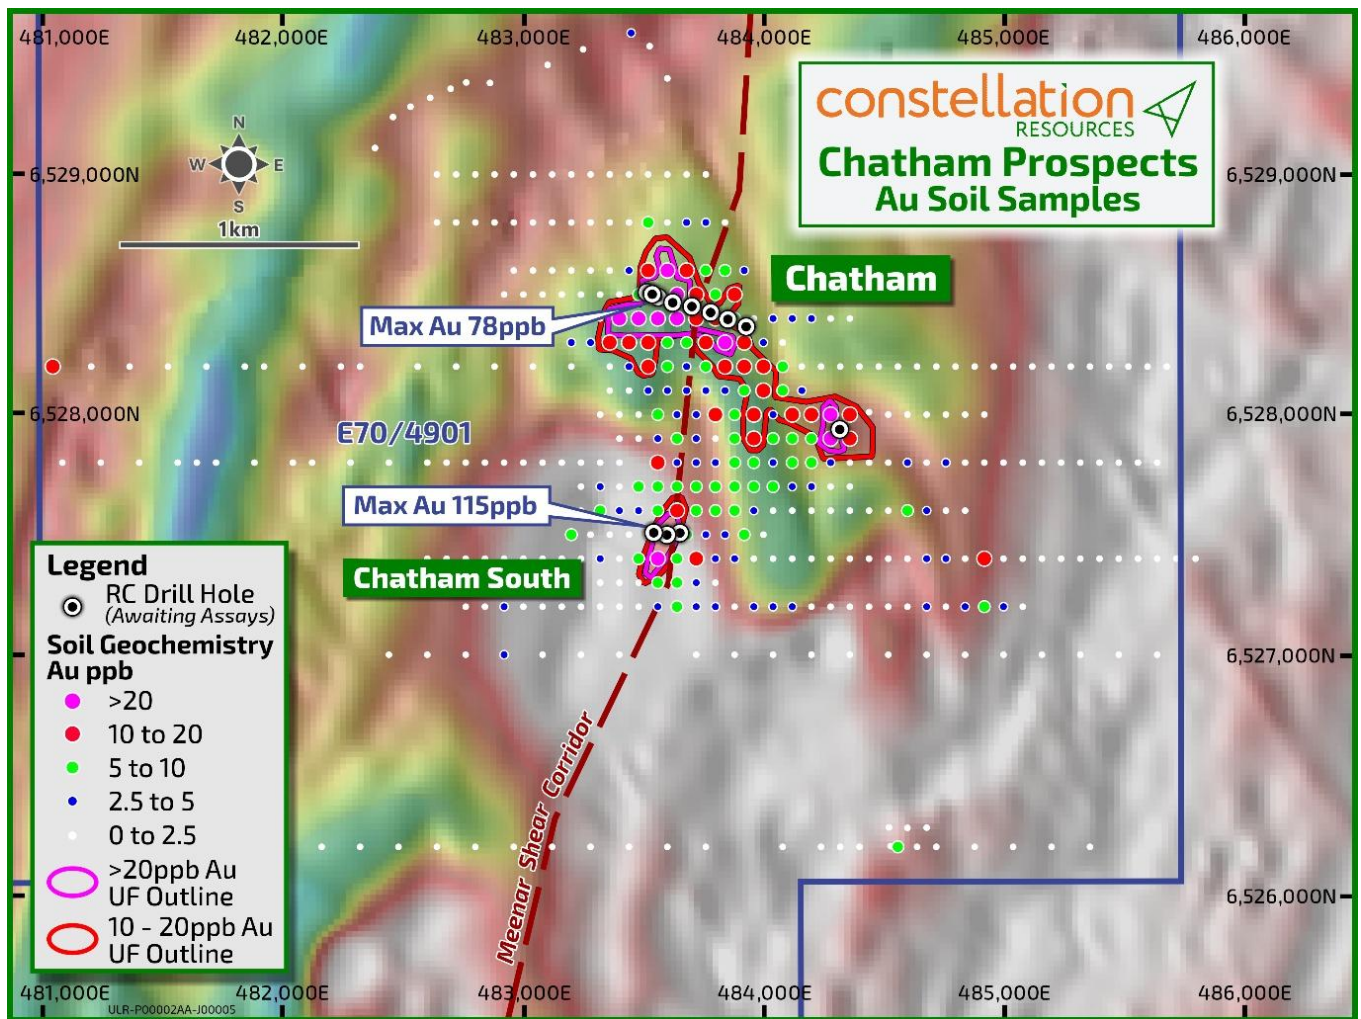 481,000E 482,000E 483,000E 484,000E 485,000E 486,000E
constellation
RESOURCES
Chatham Prospects
Au Soil Samples
N
W E
S
1km
6,529,000N 6,529,000N
Chatham
Max Au 78ppb
6,528,000N 6,528,000N
E70/4901
Max Au 115ppb
Chatham South
6,527,000N
Meenar Shear Corridor
6,526,000N
Legend
RC Drill Hole
(Awaiting Assays)
Soil Geochemistry
Au ppb
>20
10 to 20
5 to 10
2.5 to 5
0 to 2.5
>20ppb Au
UF Outline
10 - 20ppb Au
UF Outline
481,000E 482,000E 483,000E 484,000E 485,000E 486,000E
ULR-P00002AA-J00005